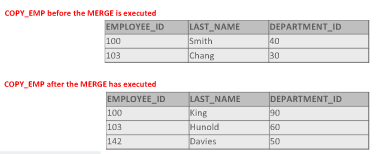 COPY_EMP before the MERGE is executed
EMPLOYEE_ID LAST_NAME DEPARTMENT_ID
100 Smith 40
103 Chang 30
COPY_EMP after the MERGE has executed
EMPLOYEE_ID LAST_NAME DEPARTMENT_ID
100 King 90
103 Hunold 60
142 Davies 50